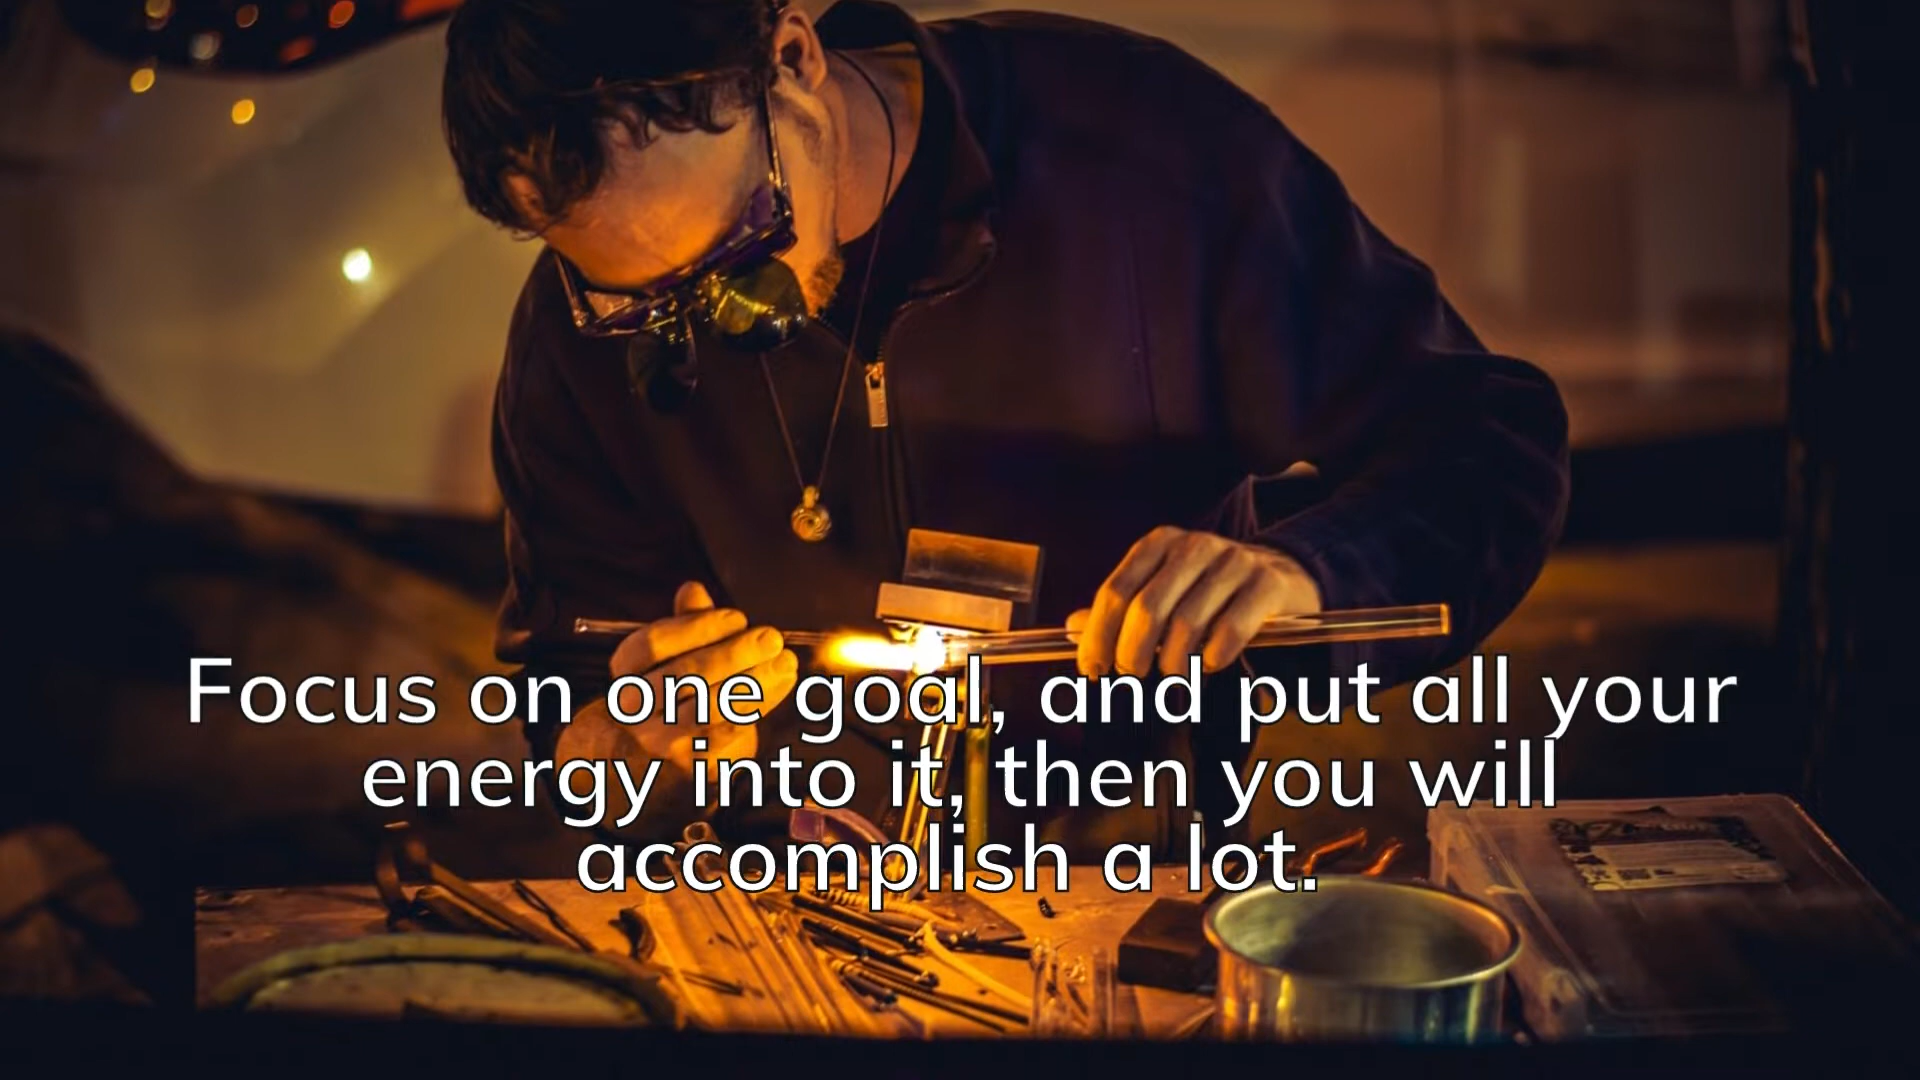 Focus on one goal, and put all your
energy into it, then you will
accomplish a lot.